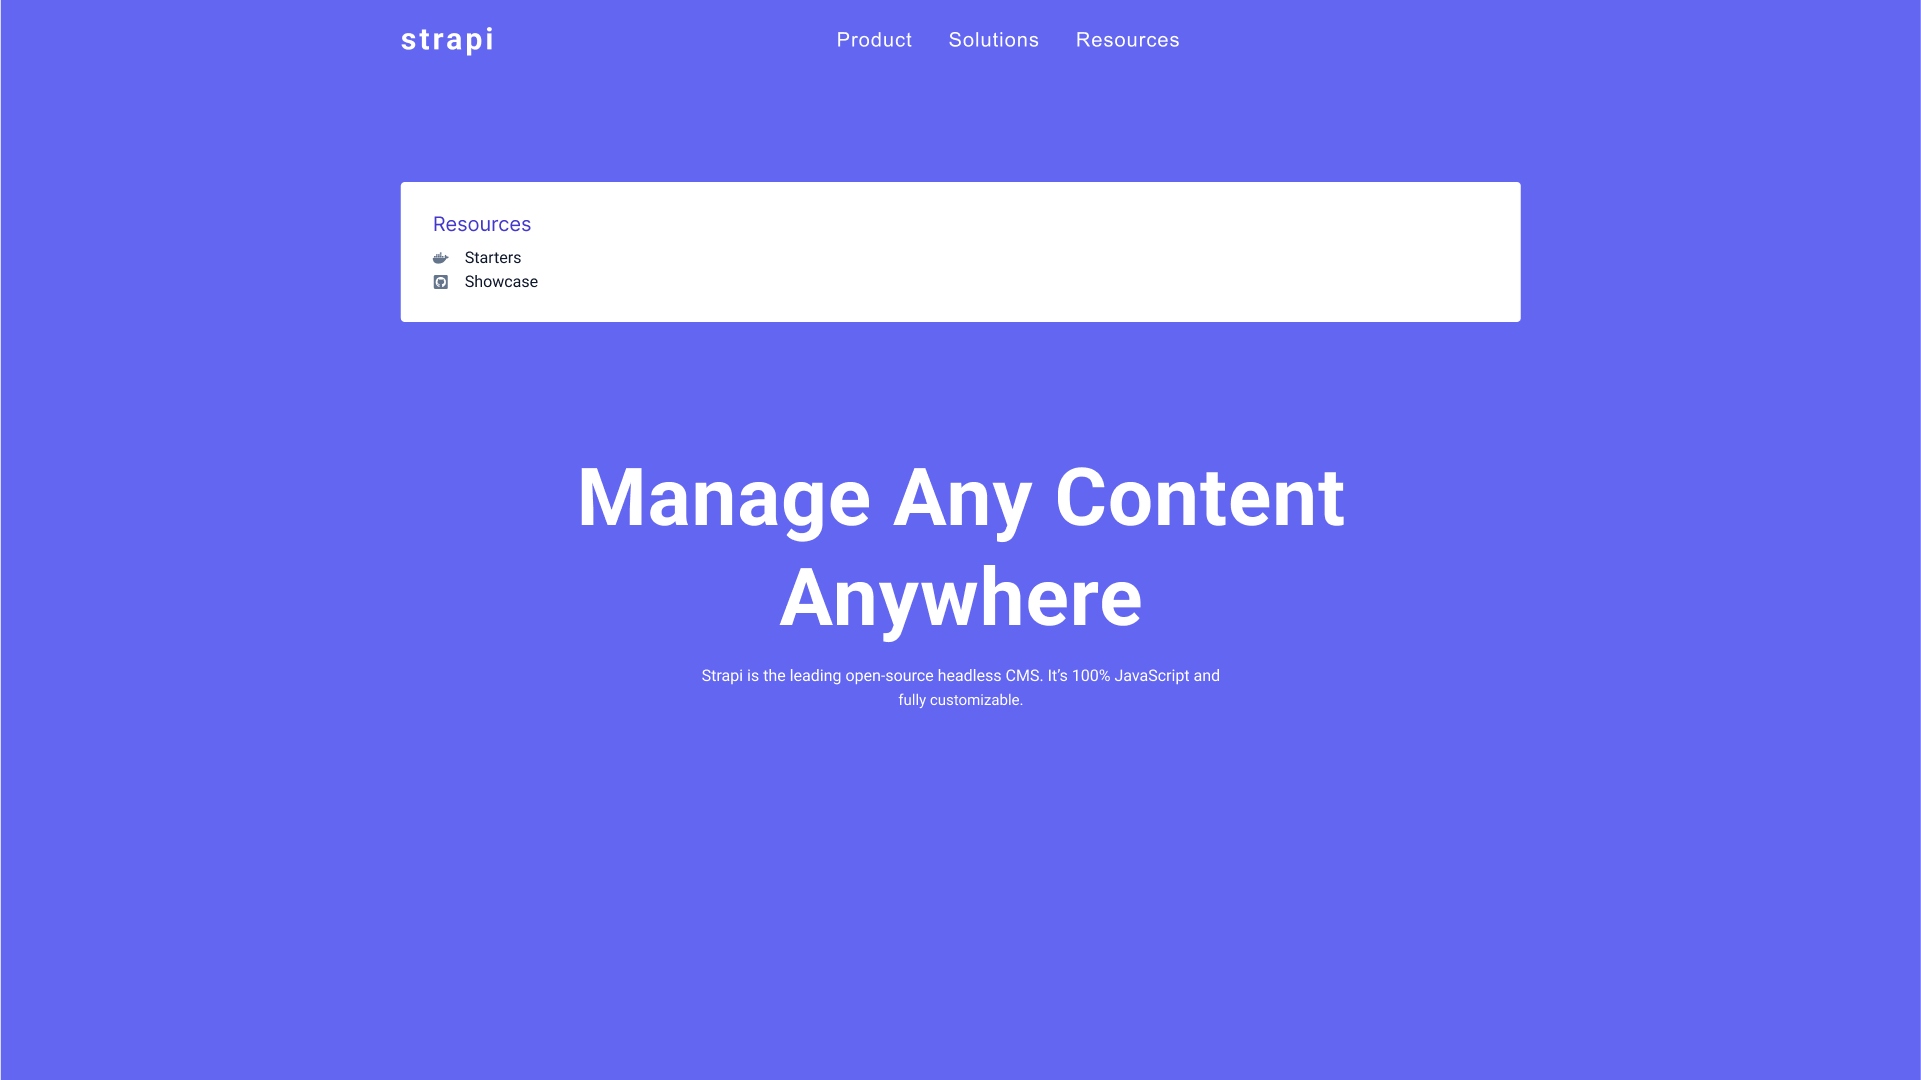 strapi
Product Solutions Resources
Resources
Starters
Showcase
Manage Any Content
Anywhere
Strapi is the leading open-source headless CMS. It’s 100% JavaScript and
fully customizable.